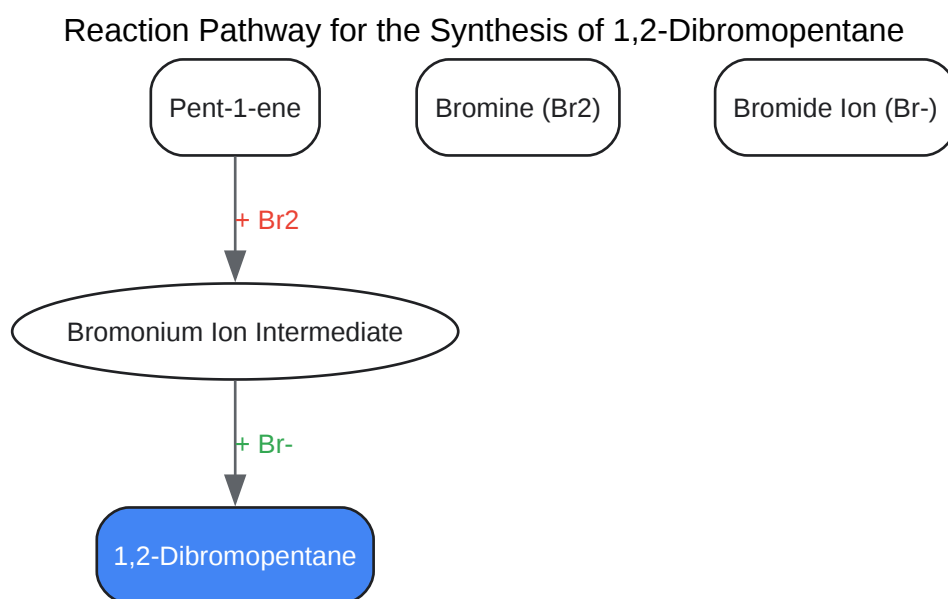 Reaction Pathway for the Synthesis of 1,2-Dibromopentane
Pent-1-ene
Bromine (Br2)
Bromide Ion (Br-)
+ Br2
Bromonium Ion Intermediate
+ Br-
1,2-Dibromopentane